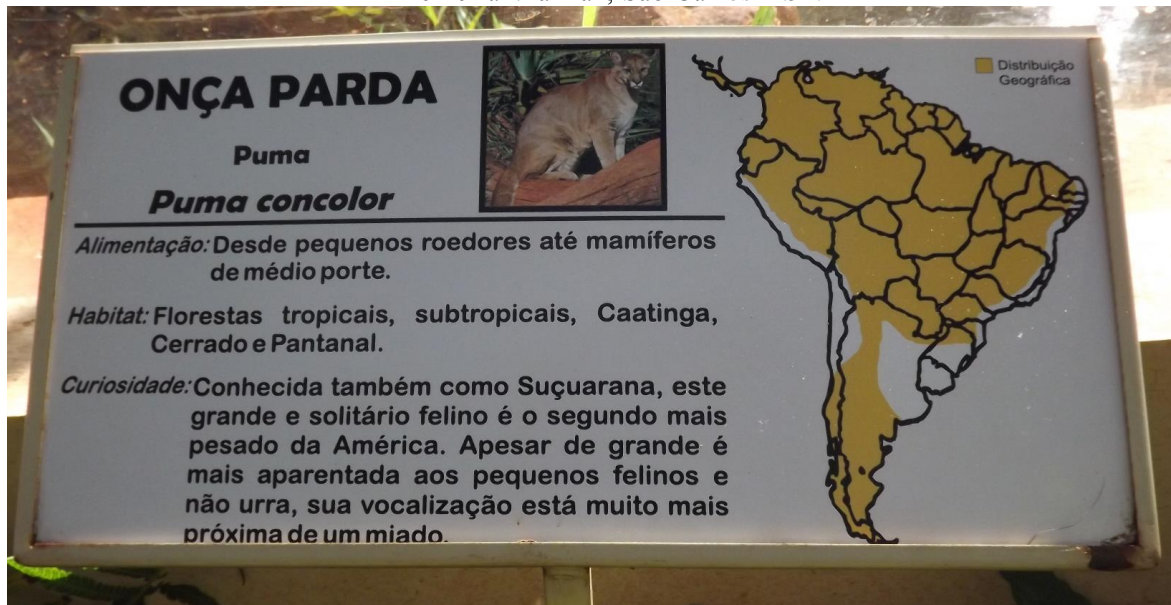 ONÇA PARDA
Puma
Puma concolor
Distribuição
Geográfica
Alimentação: Desde pequenos roedores até mamíferos
de médio porte.
Habitat: Florestas tropicais, subtropicais, Caatinga,
Cerrado e Pantanal.
Curiosidade: Conhecida também como Suçuarana, este
grande e solitário felino é o segundo mais
pesado da América. Apesar de grande é
mais aparentada aos pequenos felinos e
não urra, sua vocalização está muito mais
próxima de um miado.